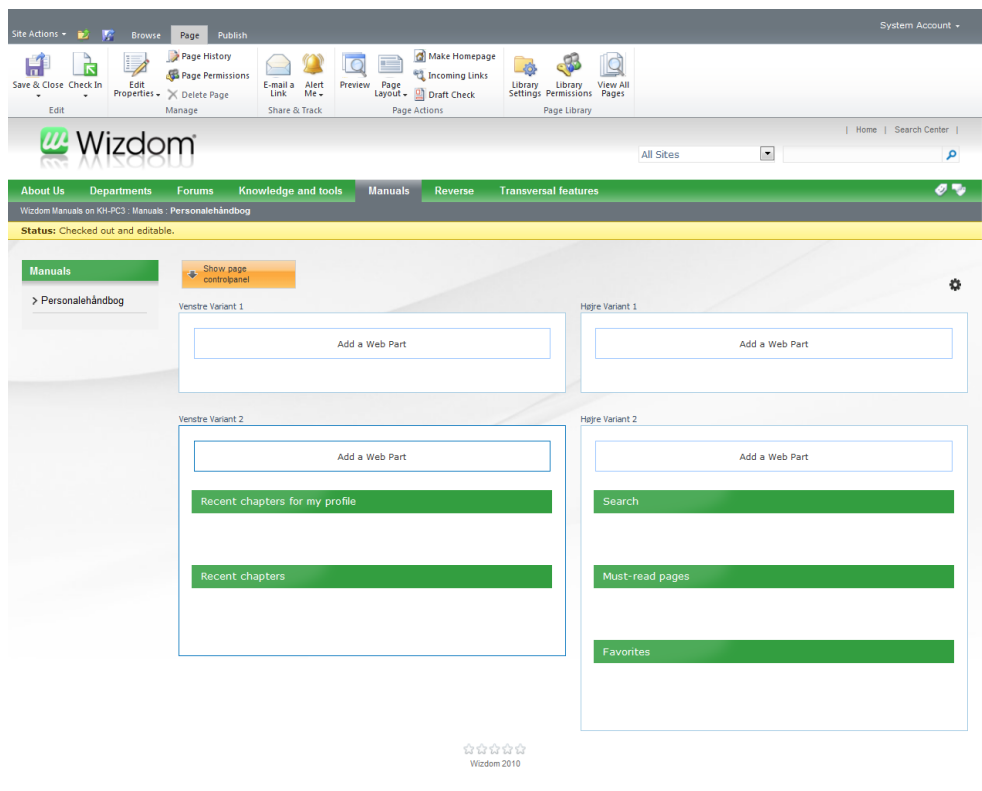 System Account
Site Actions Browse Page Publish
Save & Close Check In Edit Properties Page History Page Permissions Delete Page E-mail a Link Alert Me Preview Page Layout Make Homepage Incoming Links Draft Check Library Settings Library Permissions View All Pages
Edit Manage Share & Track Page Actions Page Library
| Home | Search Center |
Wizdom
All Sites
About Us Departments Forums Knowledge and tools Manuals Reverse Transversal features
Wizdom Manuals on KH-PC3 : Manuals : Personalehåndbog
Status: Checked out and editable.
Manuals
Personalehåndbog
Show page
controlpanel
Venstre Variant 1 Højre Variant 1
Add a Web Part Add a Web Part
Venstre Variant 2 Højre Variant 2
Add a Web Part Add a Web Part
Recent chapters for my profile Search
Recent chapters Must-read pages
Favorites
Wizdom 2010